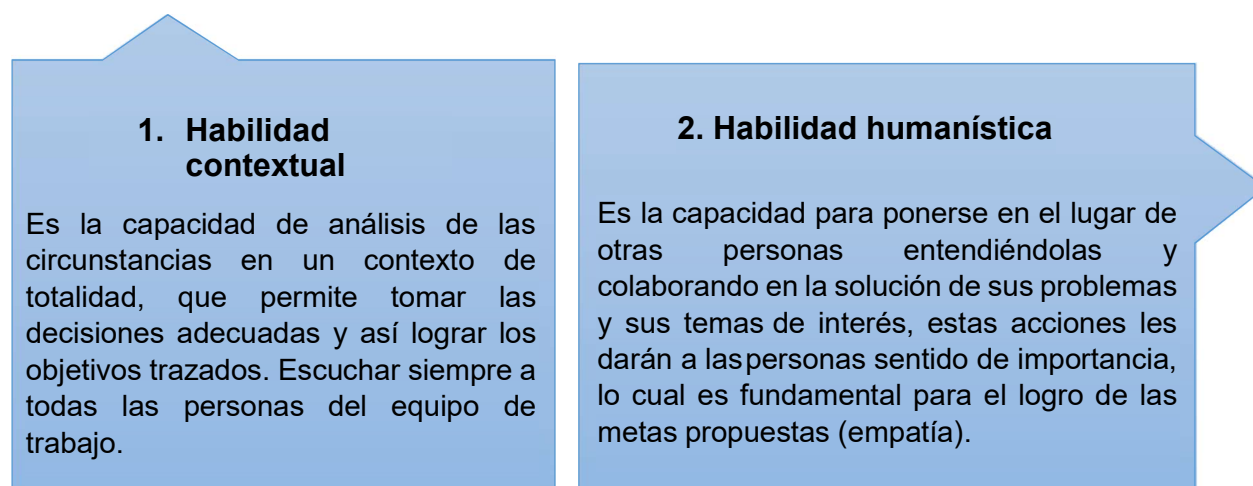 1. Habilidad
contextual
Es la capacidad de análisis de las
circunstancias en un contexto de
totalidad, que permite tomar las
decisiones adecuadas y así lograr los
objetivos trazados. Escuchar siempre a
todas las personas del equipo de
trabajo.
2. Habilidad humanística
Es la capacidad para ponerse en el lugar de
otras personas entendiéndolas y
colaborando en la solución de sus problemas
y sus temas de interés, estas acciones les
darán a laspersonas sentido de importancia,
lo cual es fundamental para el logro de las
metas propuestas (empatía).